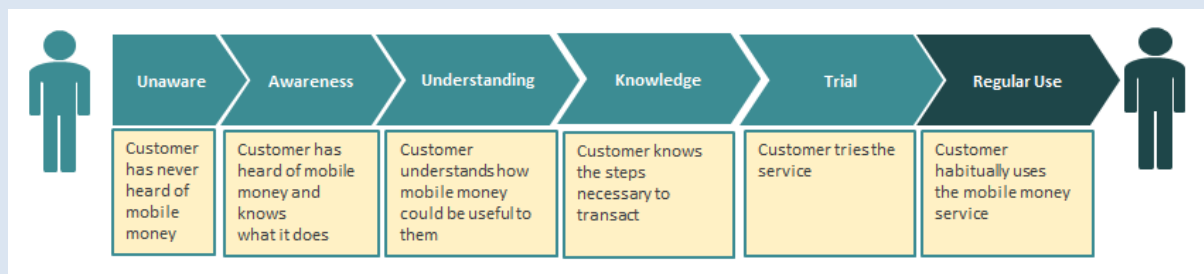 Unaware
Awareness
Understanding
Knowledge
Trial
Regular Use
Customer
has never
heard of
mobile
money
Customer has
heard of mobile
money and
knows
what it does
Customer
understands how
mobile money
could be useful to
them
Customer knows
the steps
necessary to
transact
Customer tries the
service
Customer
habitually uses
the mobile money
service